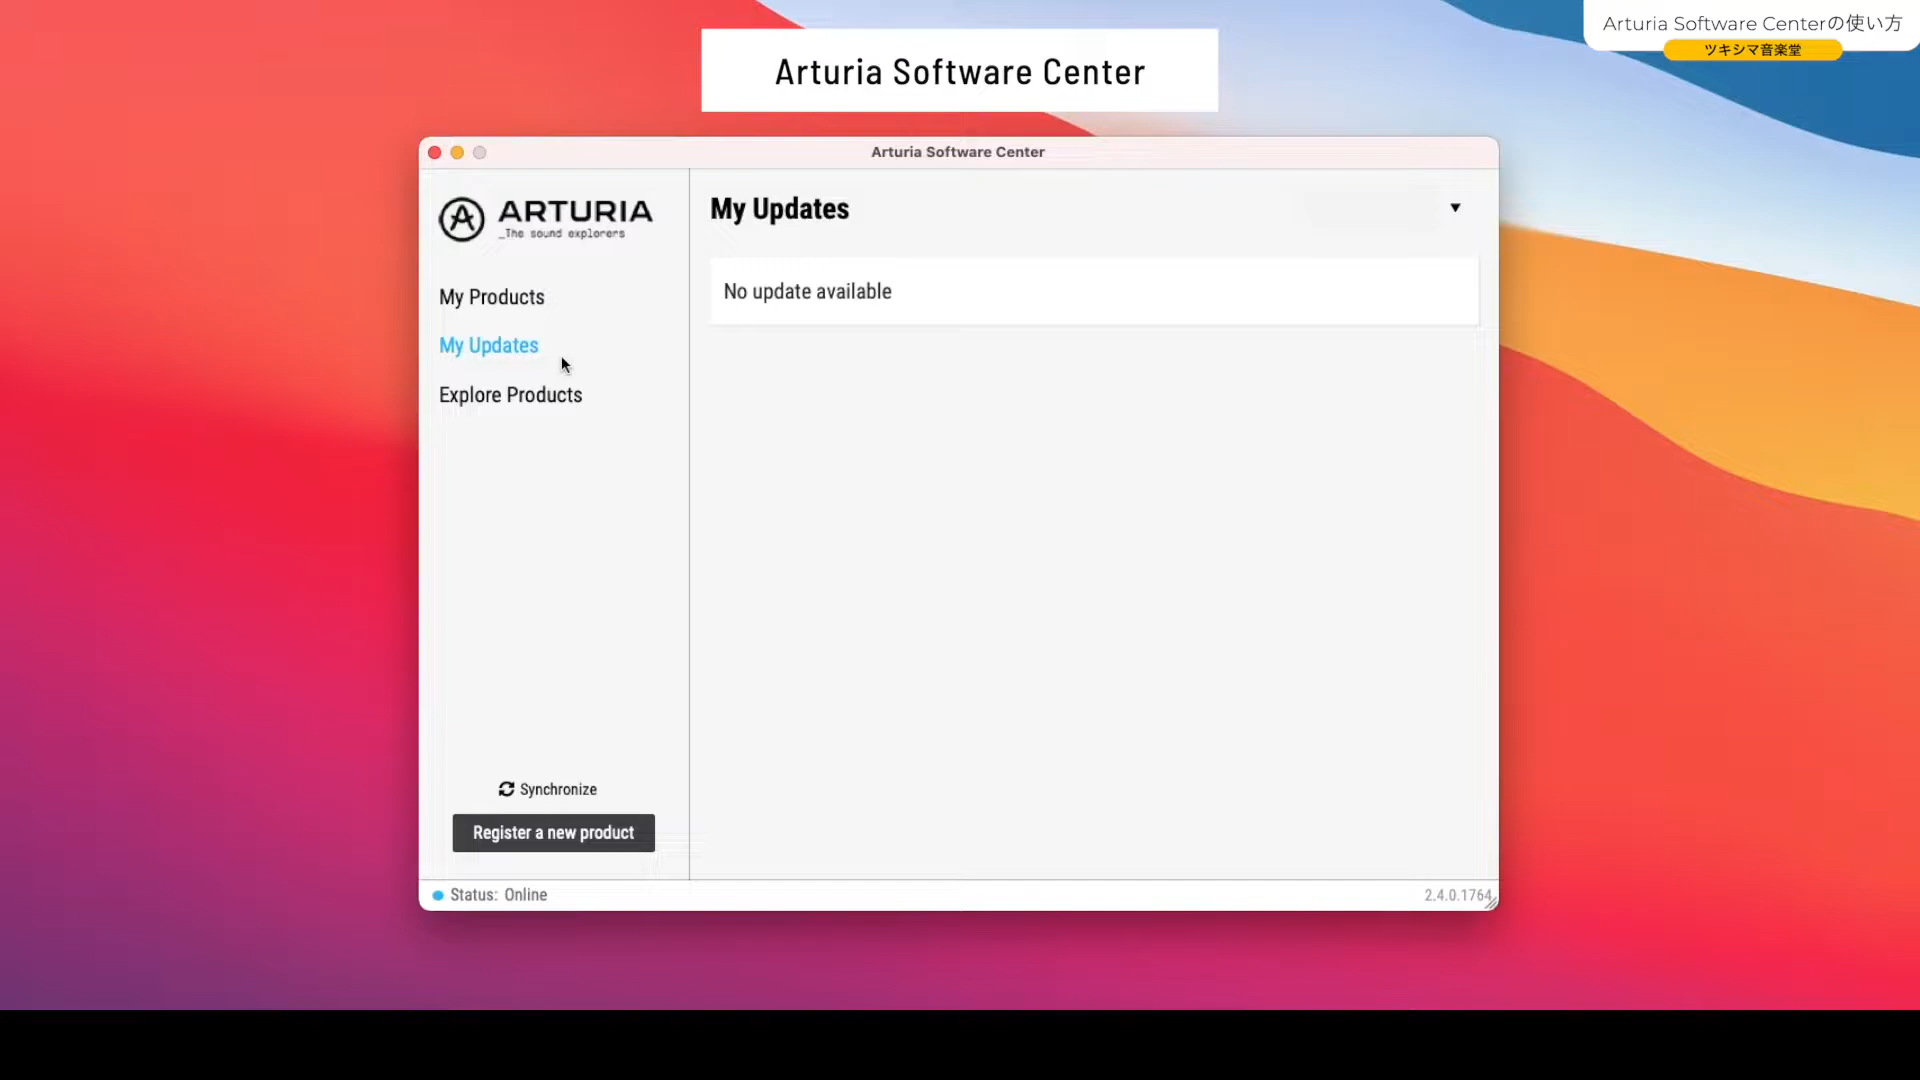 Arturia Software Centerの使い方
ツキシマ音楽堂
Arturia Software Center
Arturia Software Center
ARTURIA
_The sound explorers
My Updates
My Products
No update available
My Updates
Explore Products
Synchronize
Register a new product
Status: Online
2.4.0.1764